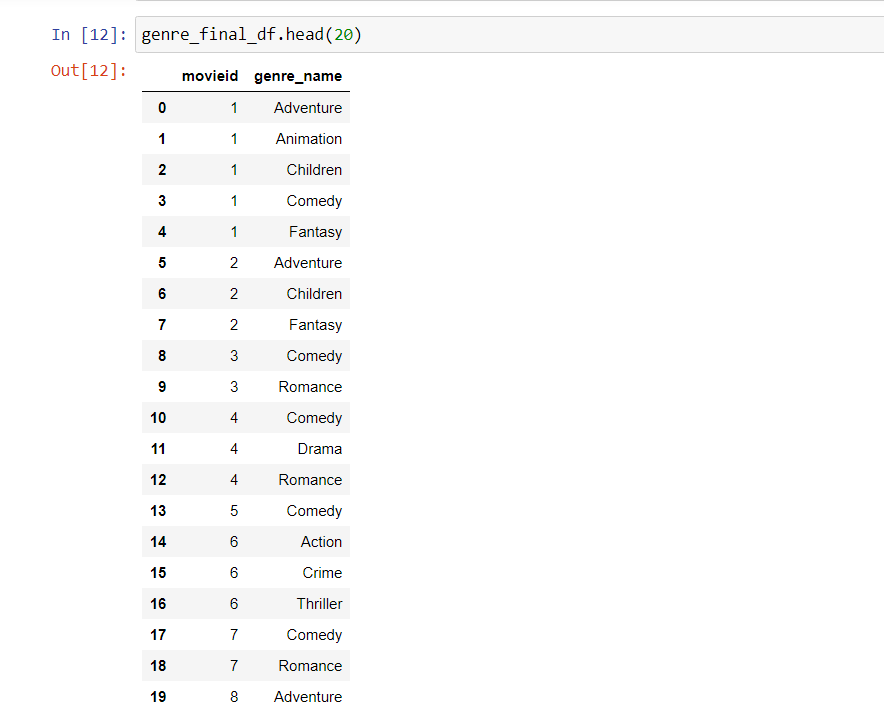 In [12]: genre_final_df.head(20)
Out[12]:
movieid genre_name
0 1 Adventure
1 1 Animation
2 1 Children
3 1 Comedy
4 1 Fantasy
5 2 Adventure
6 2 Children
7 2 Fantasy
8 3 Comedy
9 3 Romance
10 4 Comedy
11 4 Drama
12 4 Romance
13 5 Comedy
14 6 Action
15 6 Crime
16 6 Thriller
17 7 Comedy
18 7 Romance
19 8 Adventure